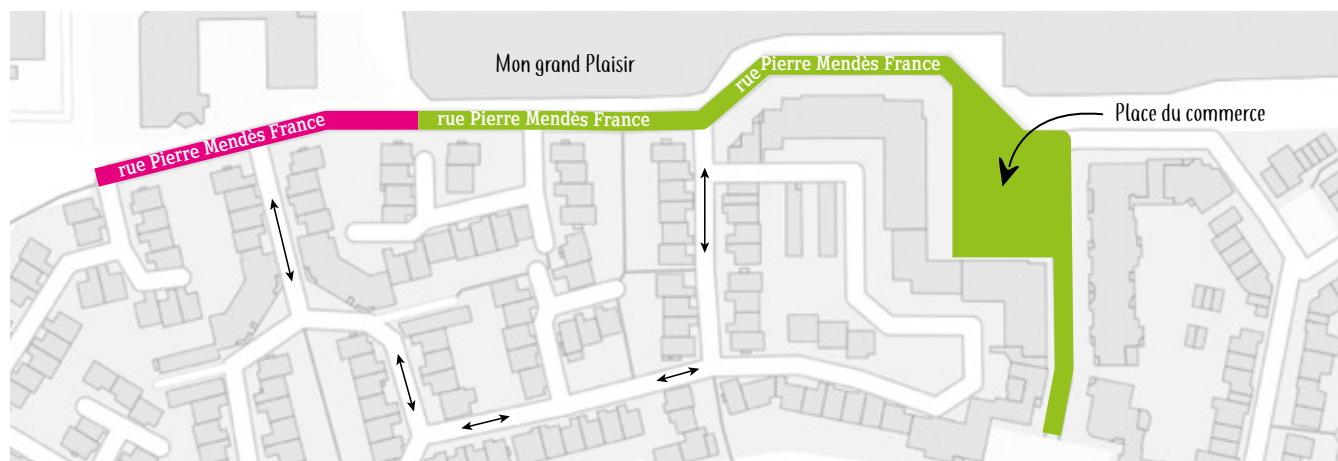 Mon grand Plaisir
rue Pierre Mendès France
Place du commerce
rue Pierre Mendès France
rue Pierre Mendès France